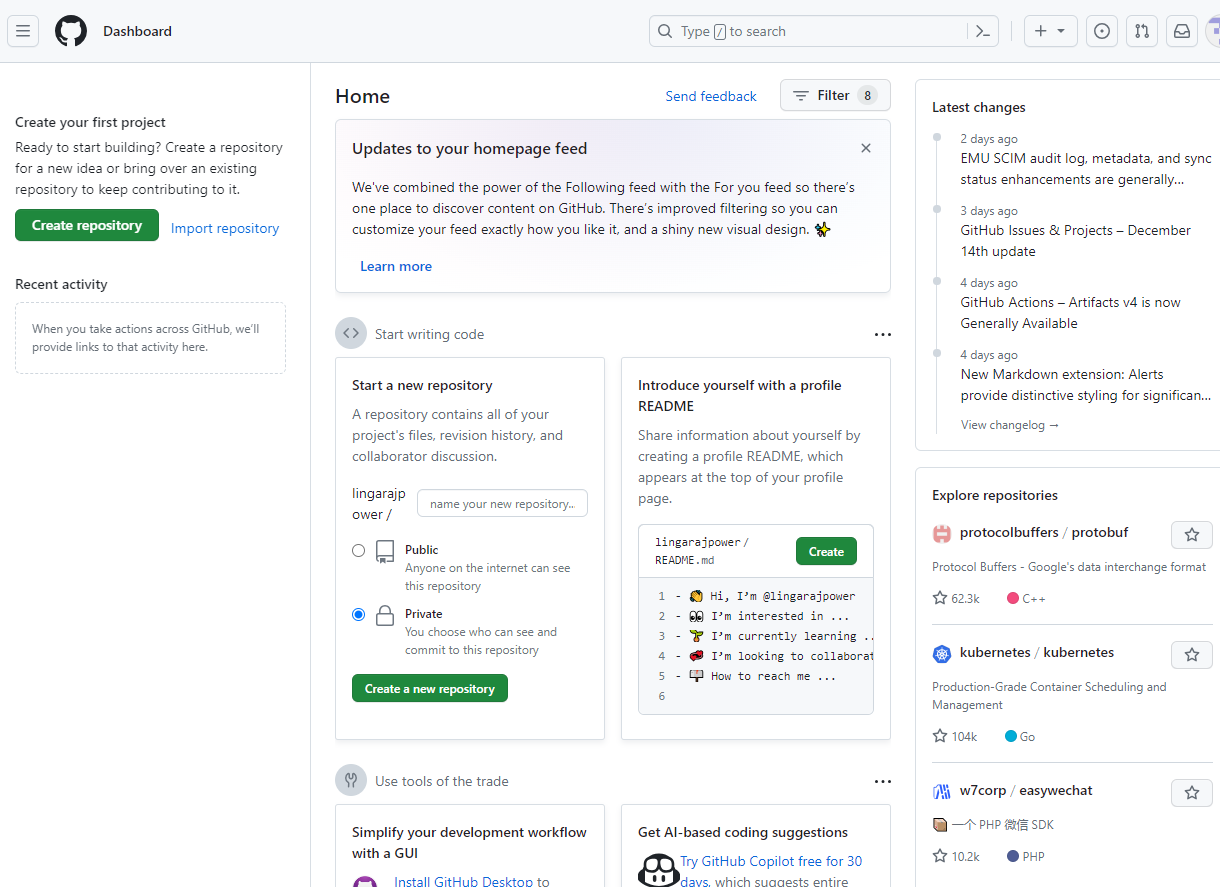 Dashboard
Type / to search
Create your first project
Ready to start building? Create a repository
for a new idea or bring over an existing
repository to keep contributing to it.
Create repository
Import repository
Recent activity
When you take actions across GitHub, we'll
provide links to that activity here.
Home
Send feedback
Filter 8
Updates to your homepage feed
We've combined the power of the Following feed with the For you feed so there's
one place to discover content on GitHub. There's improved filtering so you can
customize your feed exactly how you like it, and a shiny new visual design. ✨
Learn more
Start writing code
Start a new repository
A repository contains all of your
project's files, revision history, and
collaborator discussion.
lingarajp
ower /
name your new repository..
Public
Anyone on the internet can see
this repository
Private
You choose who can see and
commit to this repository
Create a new repository
Introduce yourself with a profile
README
Share information about yourself by
creating a profile README, which
appears at the top of your profile
page.
lingarajpower /
README.md
Create
1 - 👋 Hi, I'm @lingarajpower
2 - 👀 I'm interested in ...
3 - 🌱 I'm currently learning ..
4 - 💞️ I'm looking to collaborat
5 - 📫 How to reach me ...
6
Use tools of the trade
Simplify your development workflow
with a GUI
Install GitHub Desktop to
Get AI-based coding suggestions
Try GitHub Copilot free for 30
days, which suggests entire
Latest changes
2 days ago
EMU SCIM audit log, metadata, and sync
status enhancements are generally...
3 days ago
GitHub Issues & Projects – December
14th update
4 days ago
GitHub Actions – Artifacts v4 is now
Generally Available
4 days ago
New Markdown extension: Alerts
provide distinctive styling for significan...
View changelog →
Explore repositories
protocolbuffers / protobuf
Protocol Buffers - Google's data interchange format
62.3k C++
kubernetes / kubernetes
Production-Grade Container Scheduling and
Management
104k Go
w7corp / easywechat
📦 一个 PHP 微信 SDK
10.2k PHP